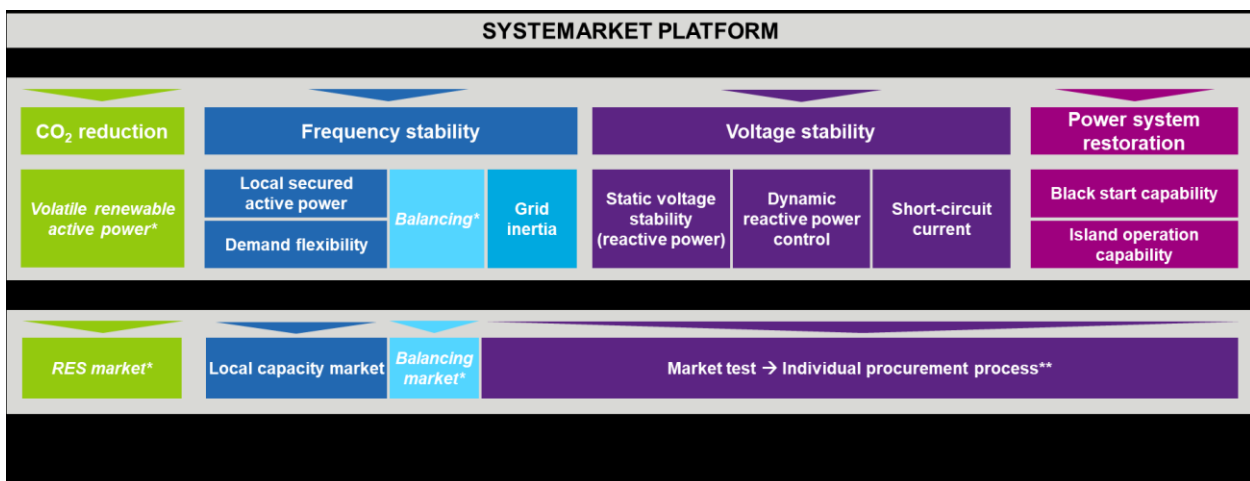 SYSTEMARKET PLATFORM
CO₂ reduction
Frequency stability
Voltage stability
Power system
restoration
Volatile renewable
active power*
Local secured
active power
Demand flexibility
Balancing*
Grid
inertia
Static voltage
stability
(reactive power)
Dynamic
reactive power
control
Short-circuit
current
Black start capability
Island operation
capability
RES market*
Local capacity market
Balancing
market*
Market test → Individual procurement process**